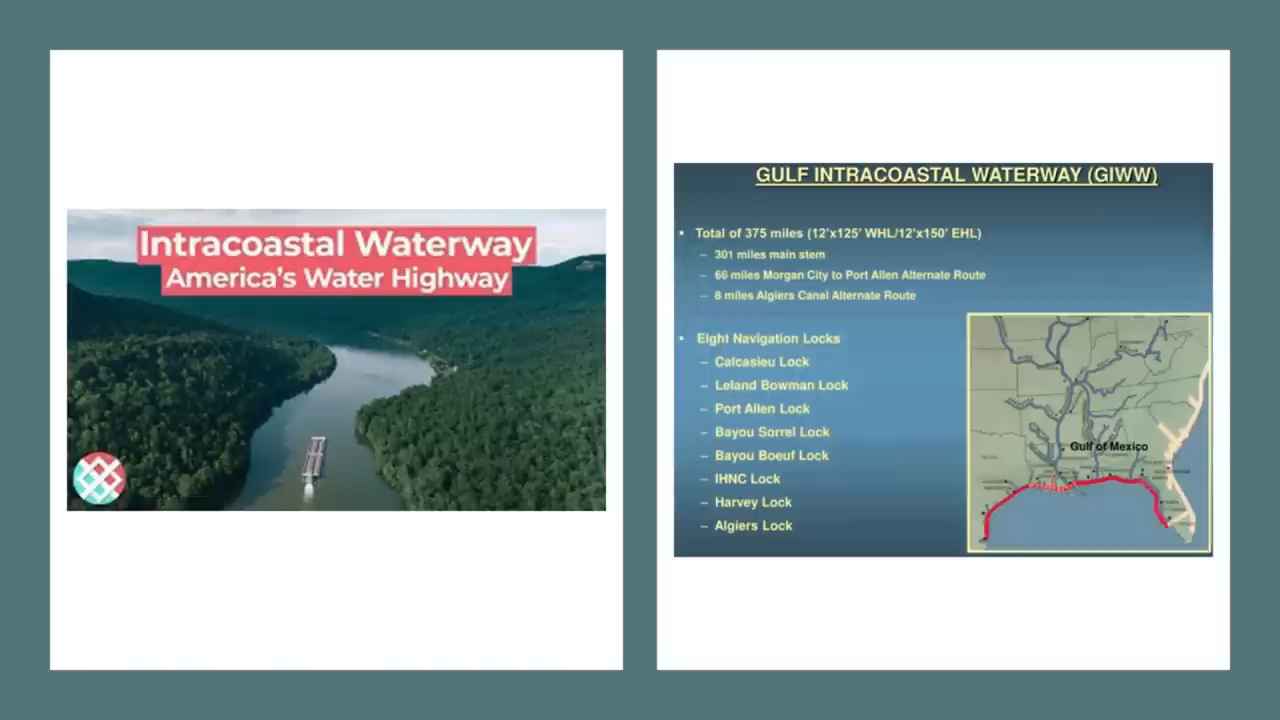 Intracoastal Waterway
America's Water Highway
GULF INTRACOASTAL WATERWAY (GIWW)
• Total of 375 miles (12'x125' WHL/12'x150' EHL)
– 301 miles main stem
– 66 miles Morgan City to Port Allen Alternate Route
– 8 miles Algiers Canal Alternate Route
• Eight Navigation Locks
– Calcasieu Lock
– Leland Bowman Lock
– Port Allen Lock
– Bayou Sorrel Lock
– Bayou Boeuf Lock
– IHNC Lock
– Harvey Lock
– Algiers Lock
Gulf of Mexico